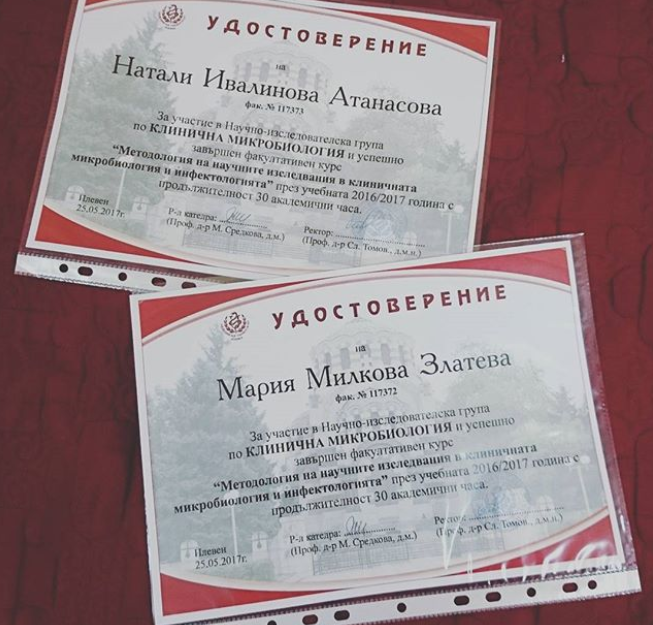 УДОСТОВЕРЕНИЕ
на
Натали Ивалинова Атанасова
фак. № 117373
За участие в Научно-изследователска група
по КЛИНИЧНА МИКРОБИОЛОГИЯ и успешно
завършен факултативен курс
"Методология на научните изследвания в клиничната
микробиология и инфектологията" през учебната 2016/2017 година с
продължителност 30 академични часа.
Плевен
25.05.2017г.
Р-л катедра:
(Проф. д-р М. Средкова, д.м.)
Ректор:
(Проф. д-р Сл. Томов, д.м.н.)
УДОСТОВЕРЕНИЕ
на
Мария Милкова Златева
фак. № 117372
За участие в Научно-изследователска група
по КЛИНИЧНА МИКРОБИОЛОГИЯ и успешно
завършен факултативен курс
"Методология на научните изследвания в клиничната
микробиология и инфектологията" през учебната 2016/2017 година с
продължителност 30 академични часа.
Плевен
25.05.2017г.
Р-л катедра:
(Проф. д-р М. Средкова, д.м.)
Ректор:
(Проф. д-р Сл. Томов, д.м.н.)